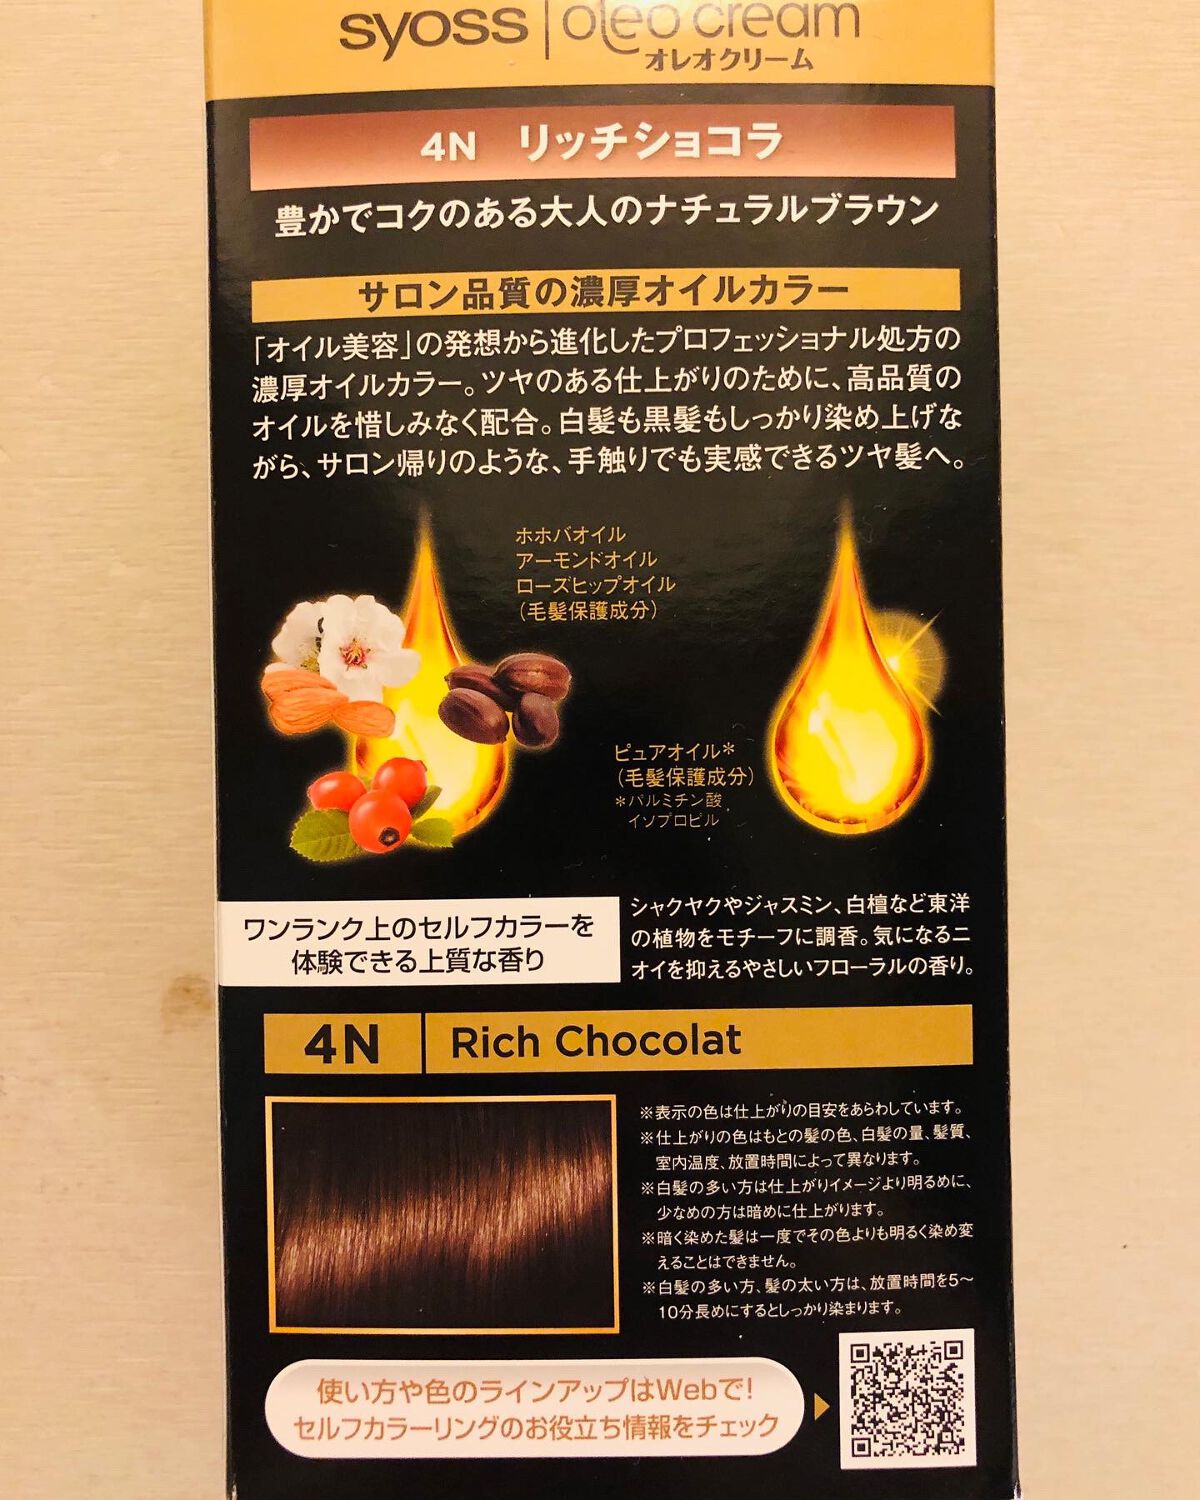 syoss oleo cream
オレオクリーム
4N リッチショコラ
豊かでコクのある大人のナチュラルブラウン
サロン品質の濃厚オイルカラー
「オイル美容」の発想から進化したプロフェッショナル処方の
濃厚オイルカラー。ツヤのある仕上がりのために、高品質の
オイルを惜しみなく配合。白髪も黒髪もしっかり染め上げな
がら、サロン帰りのような、手触りでも実感できるツヤ髪へ。
ホホバオイル
アーモンドオイル
ローズヒップオイル
(毛髪保護成分)
ピュアオイル*
(毛髪保護成分)
*パルミチン酸
イソプロピル
ワンランク上のセルフカラーを
体験できる上質な香り
シャクヤクやジャスミン、白檀など東洋
の植物をモチーフに調香。気になるニ
オイを抑えるやさしいフローラルの香り。
4N Rich Chocolat
※表示の色は仕上がりの目安をあらわしています。
※仕上がりの色はもとの髪の色、白髪の量、髪質、
室内温度、放置時間によって異なります。
※白髪の多い方は仕上がりイメージより明るめに、
少なめの方は暗めに仕上がります。
※暗く染めた髪は一度でその色よりも明るく染め変
えることはできません。
※白髪の多い方、髪の太い方は、放置時間を5～
10分長めにするとしっかり染まります。
使い方や色のラインアップはWebで!
セルフカラーリングのお役立ち情報をチェック